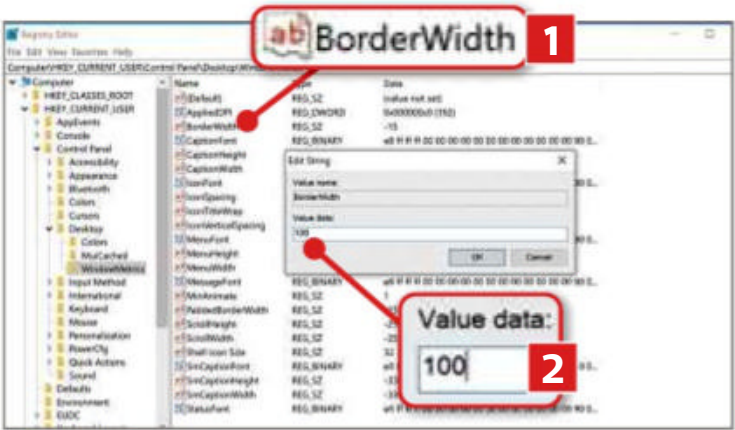 Registry Editor
File Edit View Favorites Help
Computer\HKEY_CURRENT_USER\Control Panel\Desktop\
Computer
HKEY_CLASSES_ROOT
HKEY_CURRENT_USER
AppEvents
Console
Control Panel
Accessibility
Appearance
Bluetooth
Colors
Cursors
Desktop
Colors
MuiCached
WindowMetrics
Input Method
International
Keyboard
Mouse
Personalization
PowerCfg
Quick Actions
Sound
Defaults
Environment
EUDC
Name Type Data
(Default) REG_SZ (value not set)
AppliedDPI REG_DWORD 0x000000c0 (192)
BorderWidth REG_SZ -15
CaptionFont REG_BINARY
CaptionHeight
CaptionWidth
IconFont
IconSpacing
IconTitleWrap
IconVerticalSpacing
MenuFont
MenuHeight
MenuWidth
MessageFont REG_BINARY
MinAnimate REG_SZ 1
PaddedBorderWidth REG_SZ
ScrollHeight REG_SZ
ScrollWidth REG_SZ
Shell Icon Size REG_SZ 32
SmCaptionFont REG_BINARY
SmCaptionHeight REG_SZ
SmCaptionWidth REG_SZ
StatusFont REG_BINARY
ab BorderWidth 1
Edit String
Value name:
BorderWidth
Value data:
100
OK Cancel
Value data:
100 2